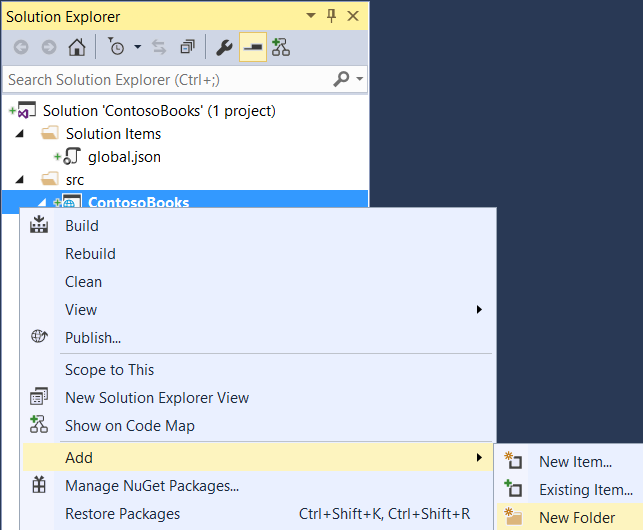 Solution Explorer
Search Solution Explorer (Ctrl+;)
Solution 'ContosoBooks' (1 project)
Solution Items
global.json
src
ContosoBooks
Build
Rebuild
Clean
View
Publish...
Scope to This
New Solution Explorer View
Show on Code Map
Add
New Item...
Manage NuGet Packages...
Existing Item...
Restore Packages Ctrl+Shift+K, Ctrl+Shift+R
New Folder